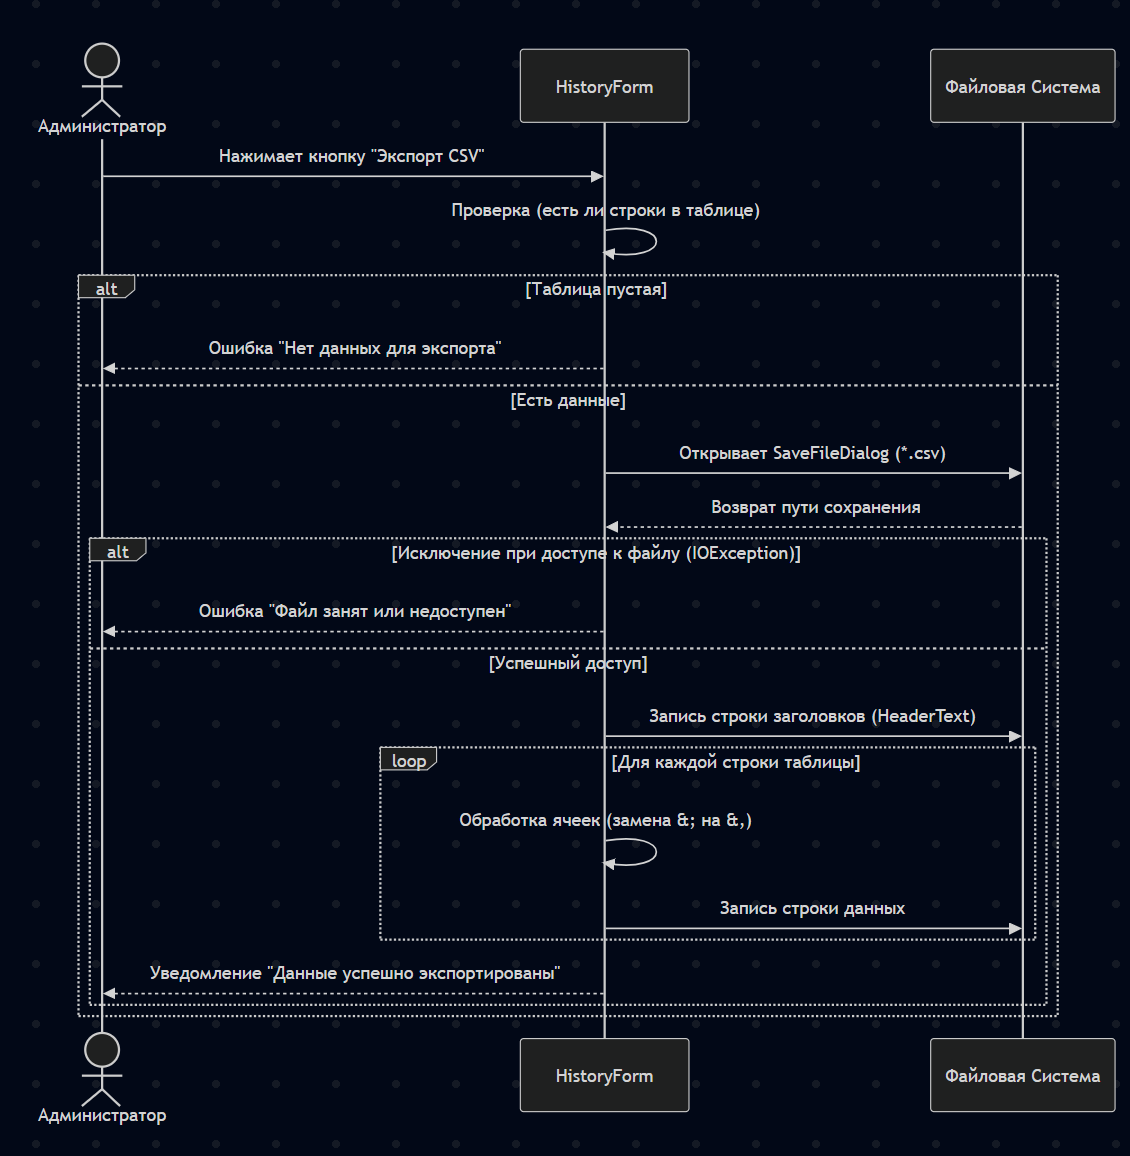 HistoryForm
Файловая Система
Администратор
Нажимает кнопку "Экспорт CSV"
Проверка (есть ли строки в таблице)
alt
[Таблица пустая]
Ошибка "Нет данных для экспорта"
[Есть данные]
Открывает SaveFileDialog (*.csv)
Возврат пути сохранения
alt
[Исключение при доступе к файлу (IOException)]
Ошибка "Файл занят или недоступен"
[Успешный доступ]
Запись строки заголовков (HeaderText)
loop
[Для каждой строки таблицы]
Обработка ячеек (замена &; на &,)
Запись строки данных
Уведомление "Данные успешно экспортированы"
HistoryForm
Файловая Система
Администратор